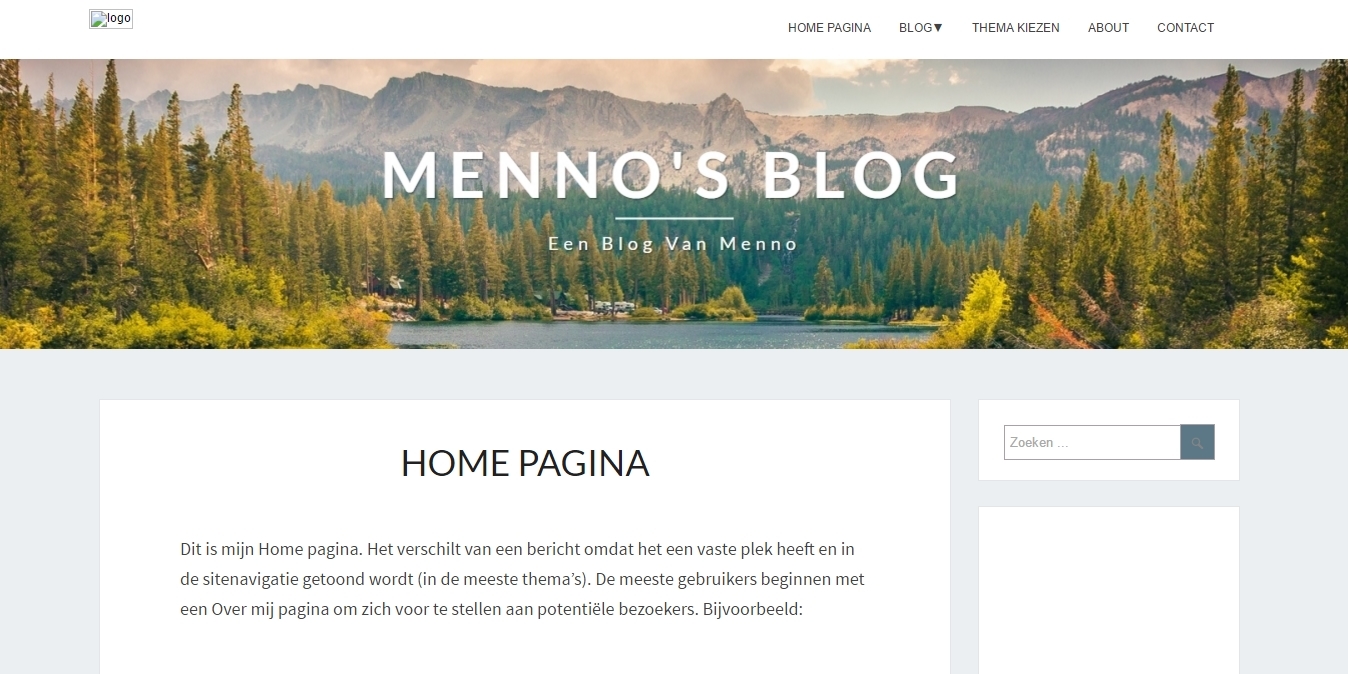 logo
HOME PAGINA BLOG▼ THEMA KIEZEN ABOUT CONTACT
MENNO'S BLOG
Een Blog Van Menno
HOME PAGINA
Zoeken ...
Dit is mijn Home pagina. Het verschilt van een bericht omdat het een vaste plek heeft en in
de sitenavigatie getoond wordt (in de meeste thema’s). De meeste gebruikers beginnen met
een Over mij pagina om zich voor te stellen aan potentiële bezoekers. Bijvoorbeeld: